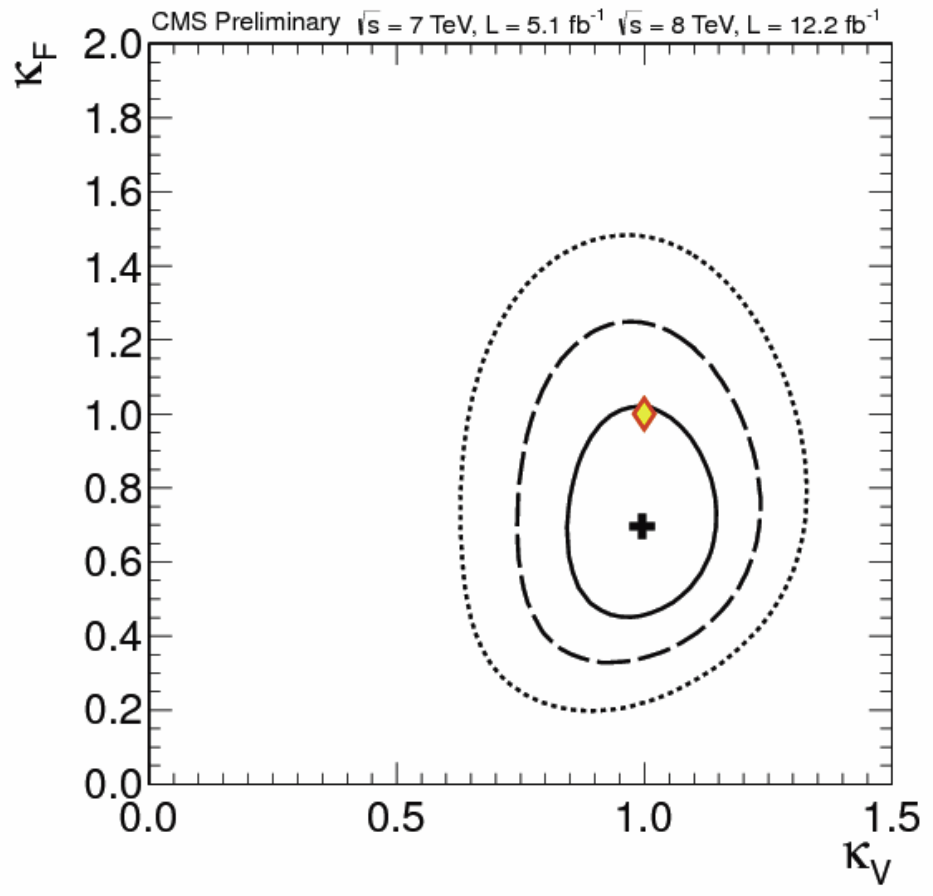 CMS Preliminary √s = 7 TeV, L = 5.1 fb⁻¹ √s = 8 TeV, L = 12.2 fb⁻¹
κF
2.0
1.8
1.6
1.4
1.2
1.0
0.8
0.6
0.4
0.2
0.0
0.0 0.5 1.0 1.5
κV